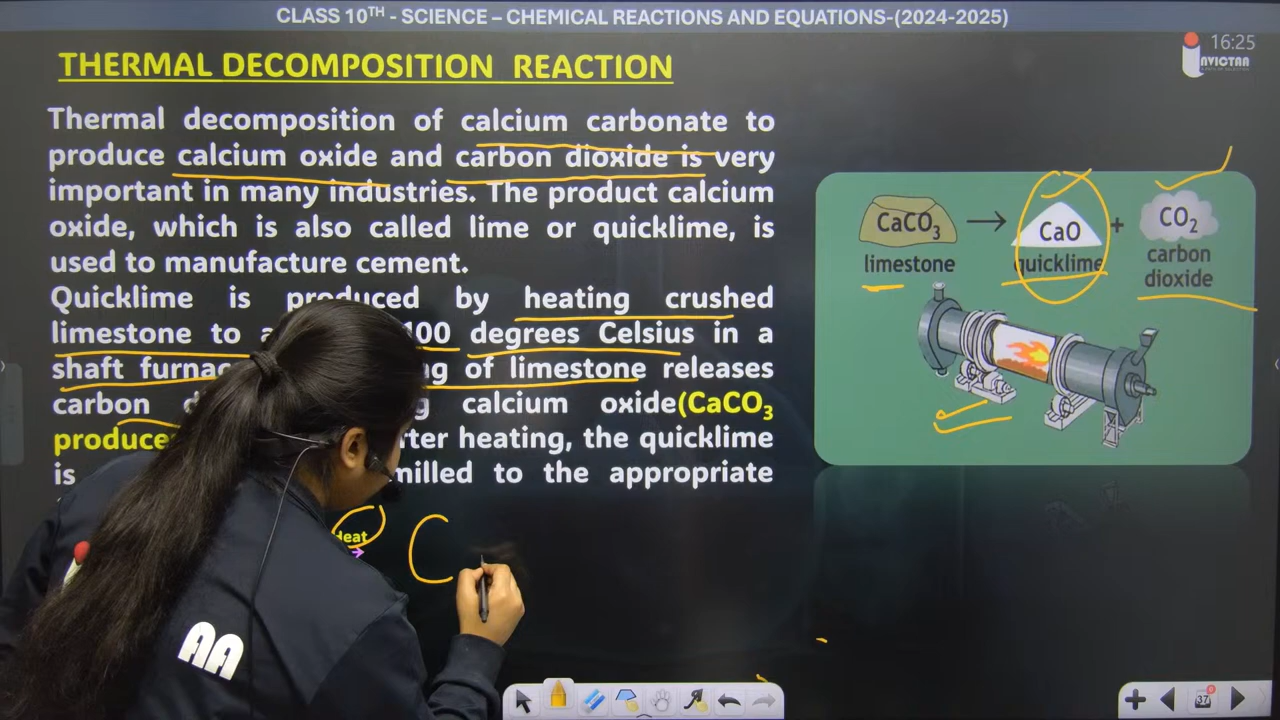 CLASS 10TH - SCIENCE – CHEMICAL REACTIONS AND EQUATIONS-(2024-2025)
16:25
NVICTAA
THERMAL DECOMPOSITION REACTION
Thermal decomposition of calcium carbonate to
produce calcium oxide and carbon dioxide is very
important in many industries. The product calcium
oxide, which is also called lime or quicklime, is
used to manufacture cement.
Quicklime is produced by heating crushed
limestone to 100 degrees Celsius in a
shaft of limestone releases
carbon calcium oxide(CaCO3
heating, the quicklime
is milled to the appropriate
Heat
C
AA
CaCO3 → CaO + CO2
limestone quicklime carbon
dioxide
37